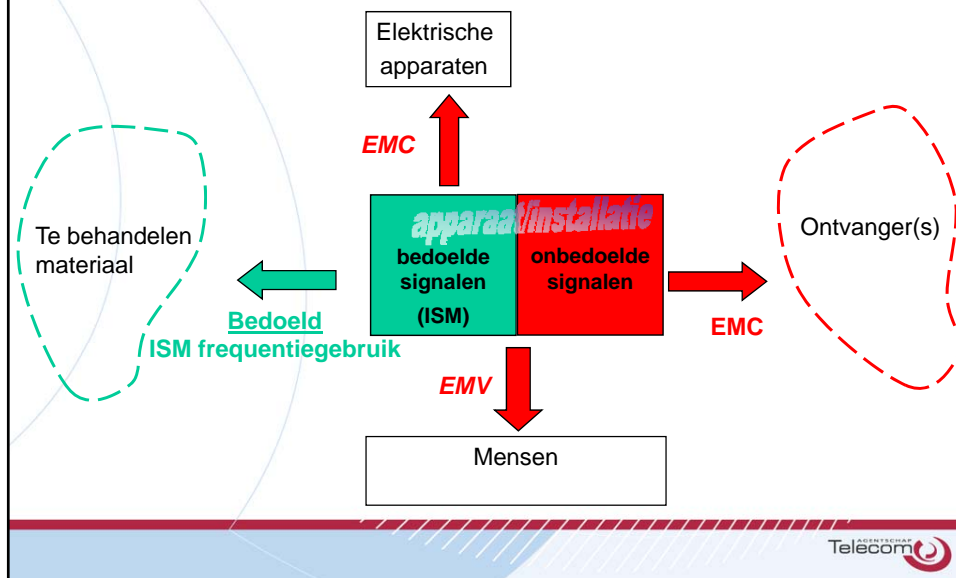 Elektrische
apparaten
EMC
apparaat/installatie
Te behandelen
materiaal
bedoelde
signalen
(ISM)
onbedoelde
signalen
Ontvanger(s)
Bedoeld
ISM frequentiegebruik
EMC
EMV
Mensen
AGENTSCHAP
Telecom